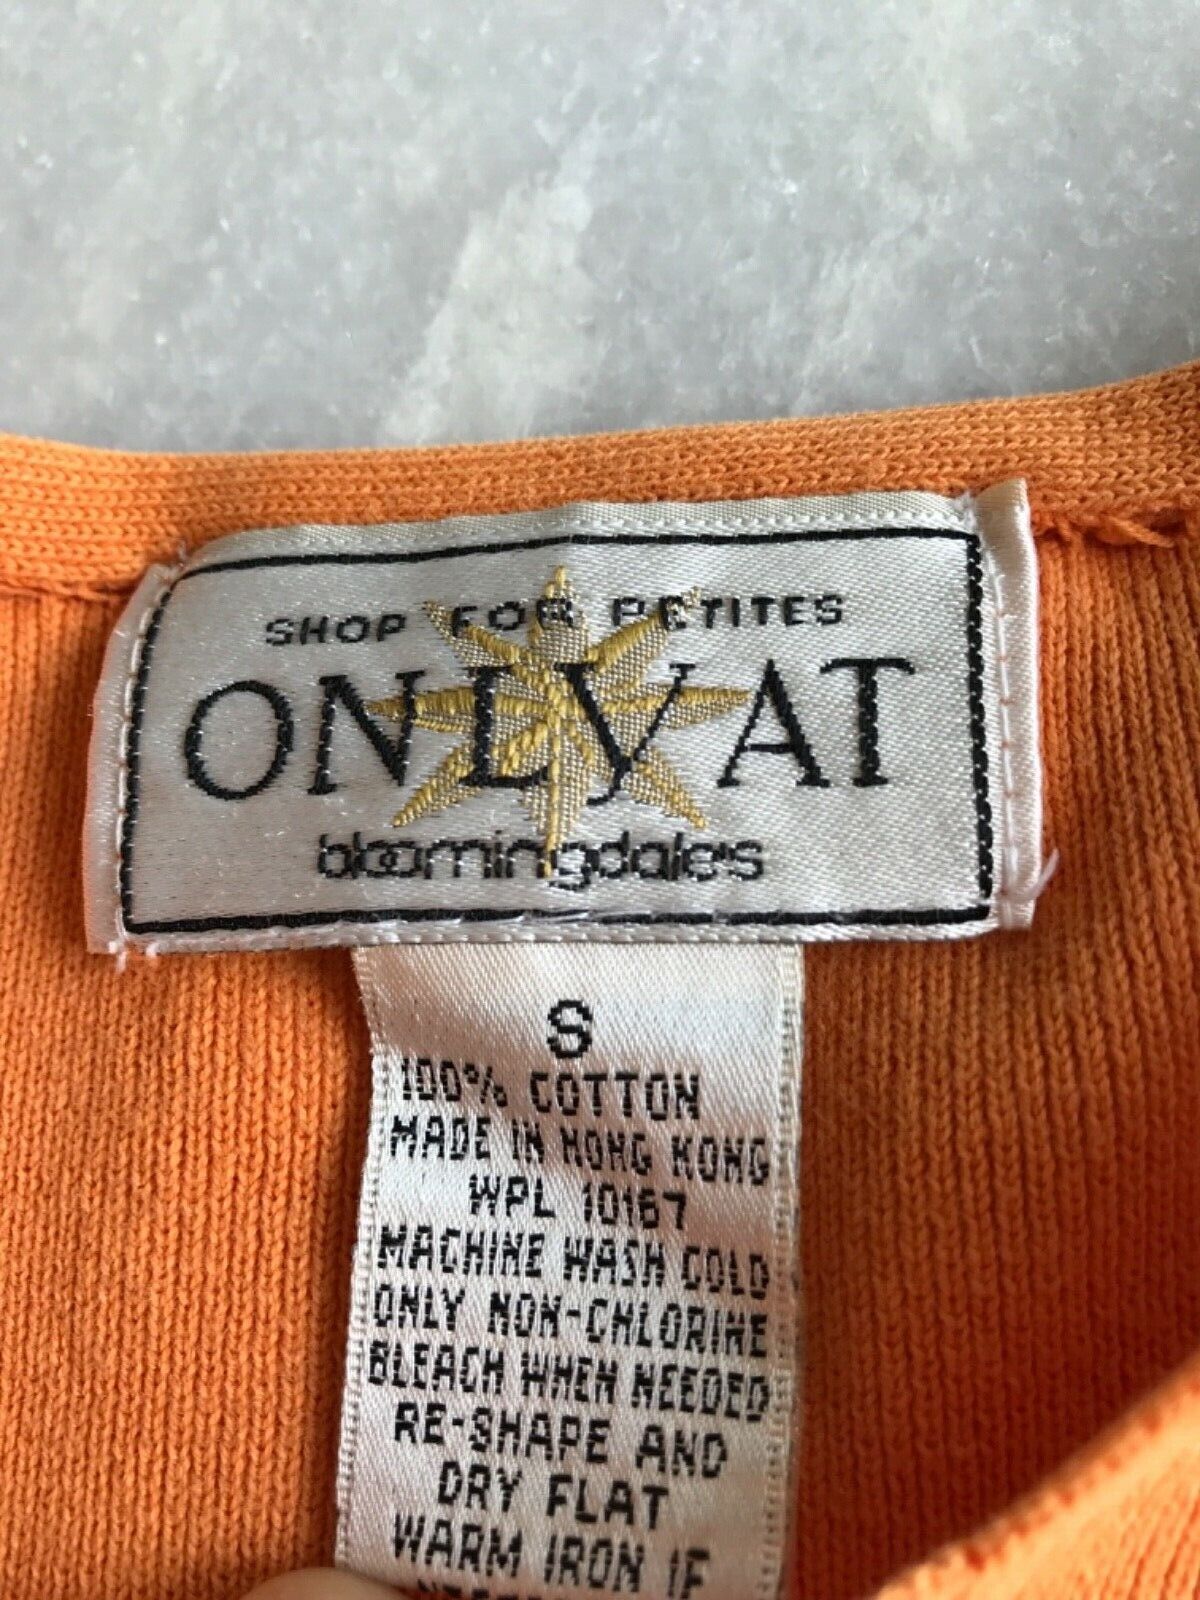 SHOP FOR PETITES
ONLY AT
bloomingdale's
S
100% COTTON
MADE IN HONG KONG
WPL 10167
MACHINE WASH COLD
ONLY NON-CHLORINE
BLEACH WHEN NEEDED
RE-SHAPE AND
DRY FLAT
WARM IRON IF